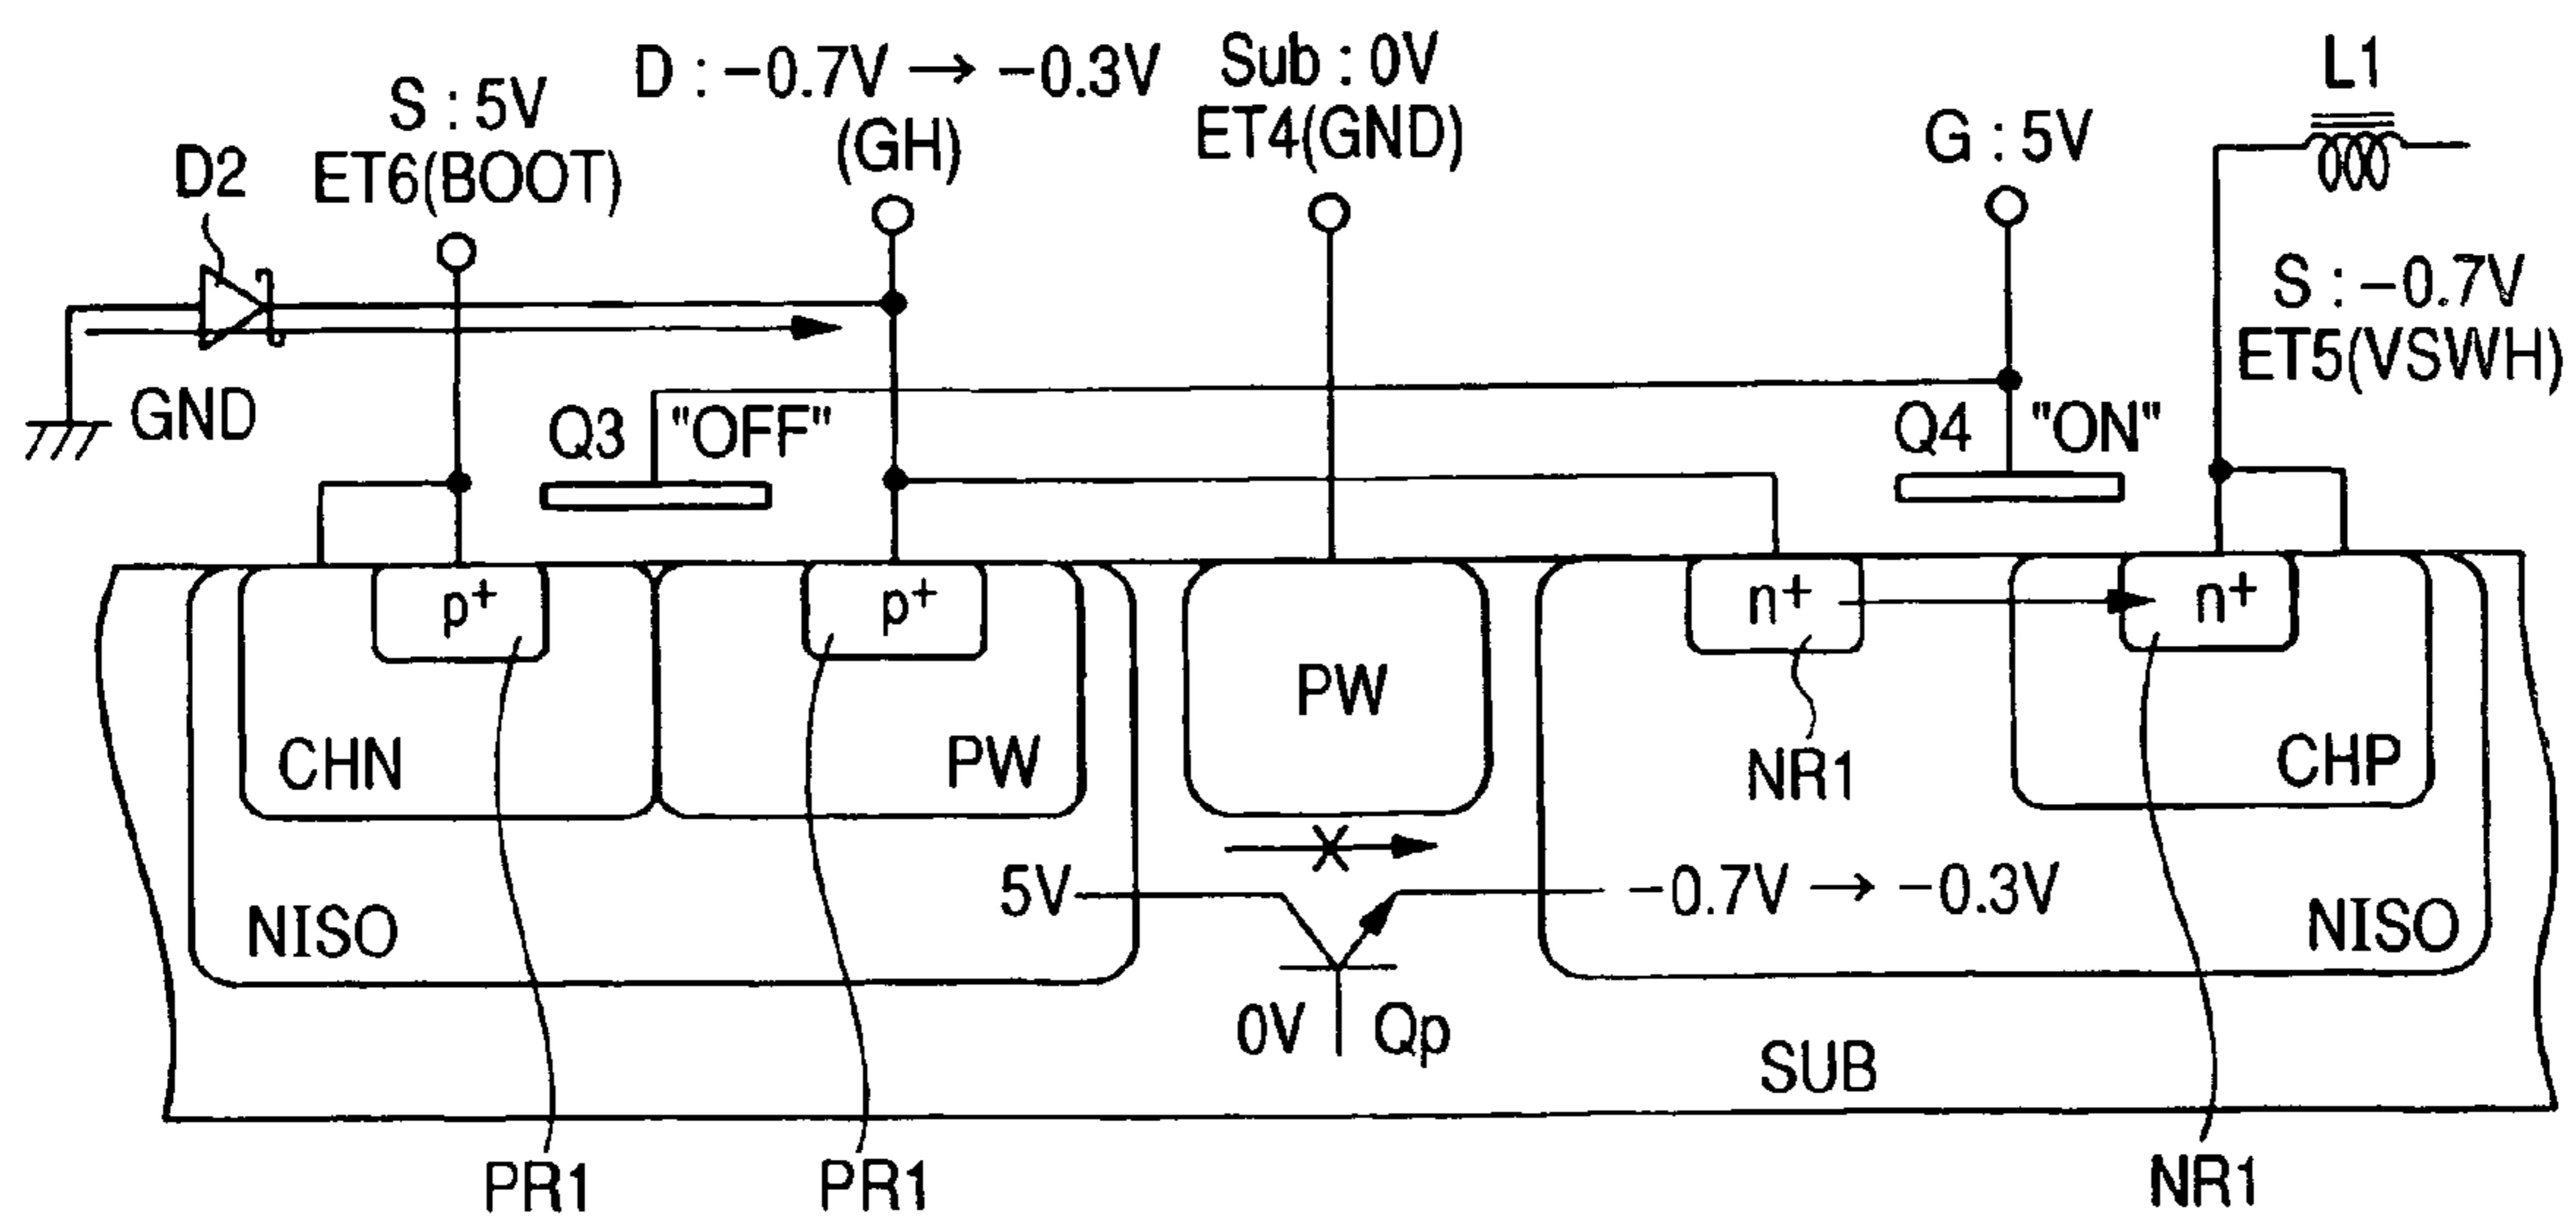 S : 5V
ET6(BOOT)
D : −0.7V → −0.3V
(GH)
Sub : 0V
ET4(GND)
G : 5V
L1
S : −0.7V
ET5(VSWH)
D2
GND
Q3 "OFF"
Q4 "ON"
p+
p+
n+
n+
CHN
PW
PW
NR1
CHP
NISO
5V
−0.7V → −0.3V
NISO
0V
Qp
SUB
PR1
PR1
NR1